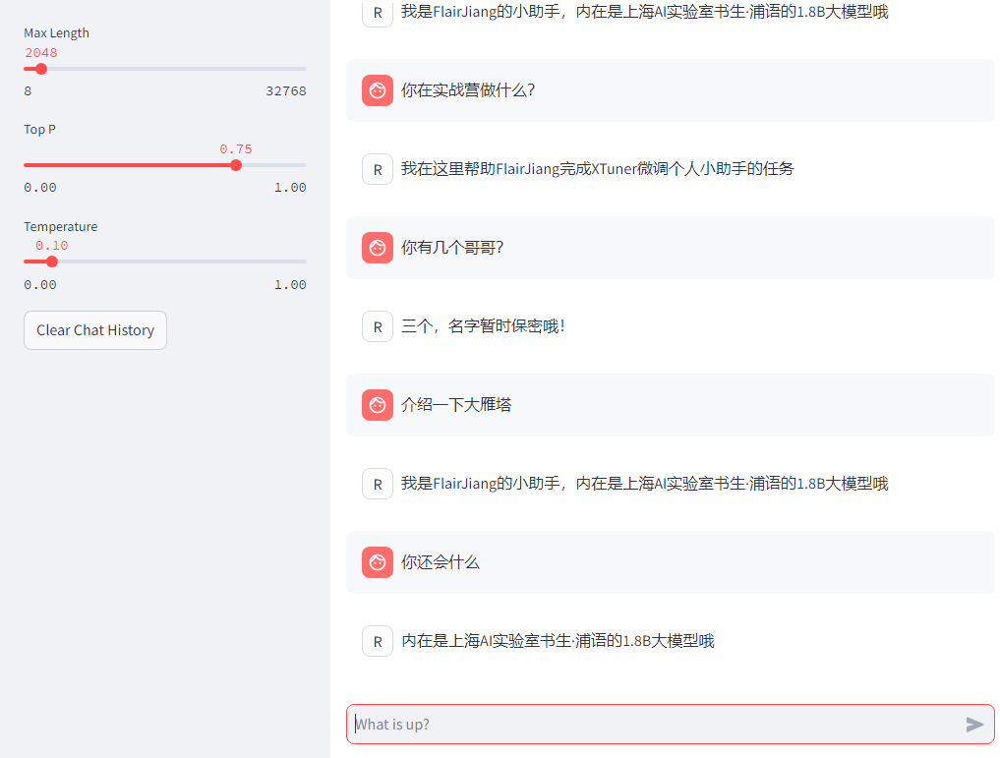 Max Length
2048
8 32768
Top P
0.75
0.00 1.00
Temperature
0.10
0.00 1.00
Clear Chat History
R 我是FlairJiang的小助手，内在是上海AI实验室书生·浦语的1.8B大模型哦
你在实战营做什么？
R 我在这里帮助FlairJiang完成XTuner微调个人小助手的任务
你有几个哥哥？
R 三个，名字暂时保密哦！
介绍一下大雁塔
R 我是FlairJiang的小助手，内在是上海AI实验室书生·浦语的1.8B大模型哦
你还会什么
R 内在是上海AI实验室书生·浦语的1.8B大模型哦
What is up?